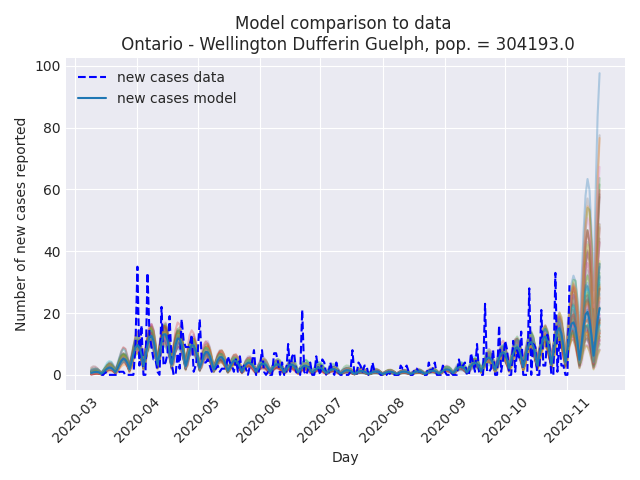 Model comparison to data
Ontario - Wellington Dufferin Guelph, pop. = 304193.0
new cases data
new cases model
Number of new cases reported
100
80
60
40
20
0
2020-03
2020-04
2020-05
2020-06
2020-07
2020-08
2020-09
2020-10
2020-11
Day